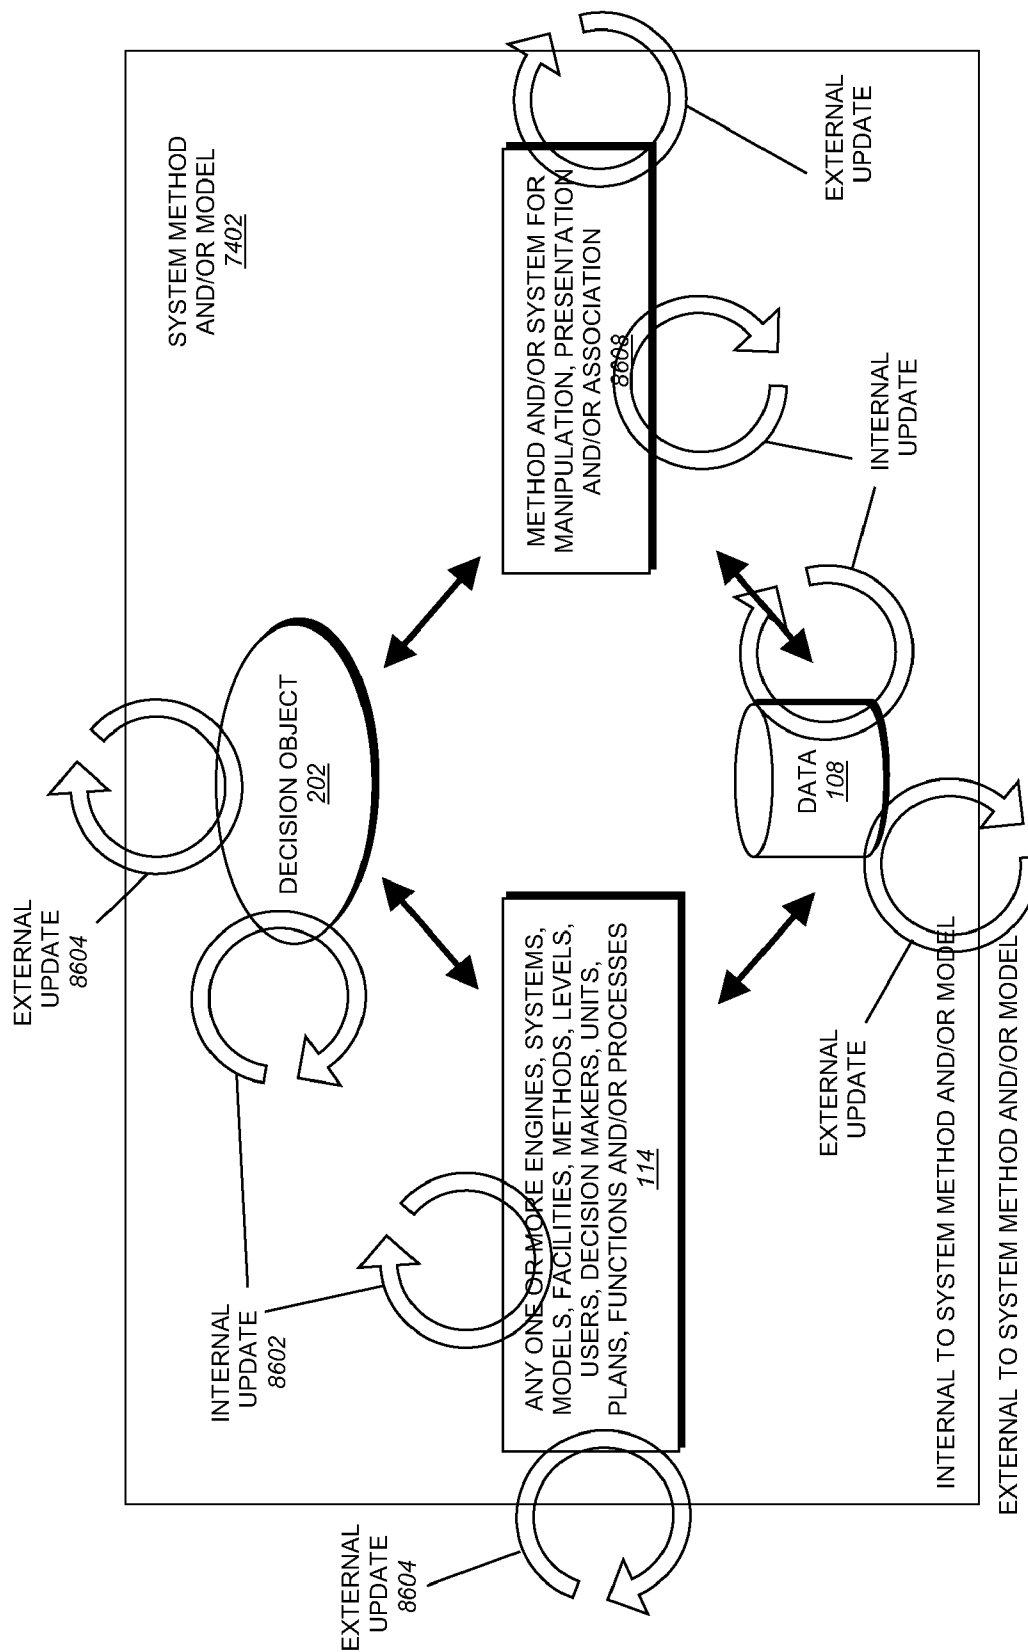 EXTERNAL
UPDATE
8604
SYSTEM METHOD
AND/OR MODEL
7402
DECISION OBJECT
202
INTERNAL
UPDATE
8602
EXTERNAL
UPDATE
8604
ANY ONE OR MORE ENGINES, SYSTEMS,
MODELS, FACILITIES, METHODS, LEVELS,
USERS, DECISION MAKERS, UNITS,
PLANS, FUNCTIONS AND/OR PROCESSES
114
METHOD AND/OR SYSTEM FOR
MANIPULATION, PRESENTATION
AND/OR ASSOCIATION
8608
DATA
108
EXTERNAL
UPDATE
INTERNAL
UPDATE
EXTERNAL
UPDATE
INTERNAL TO SYSTEM METHOD AND/OR MODEL
EXTERNAL TO SYSTEM METHOD AND/OR MODEL